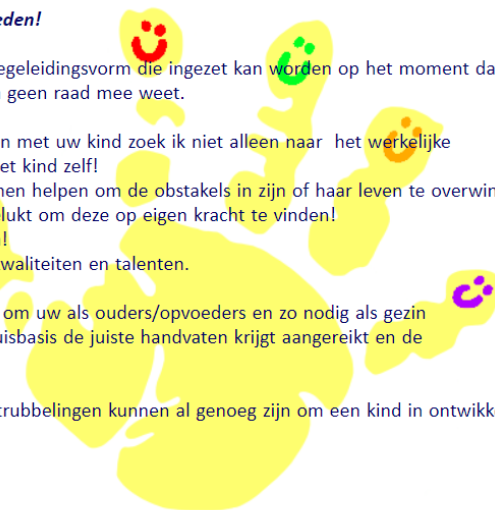 eden!
egeleidingsvorm die ingezet kan worden op het moment da
geen raad mee weet.
n met uw kind zoek ik niet alleen naar het werkelijke
et kind zelf!
nen helpen om de obstakels in zijn of haar leven te overwin
lukt om deze op eigen kracht te vinden!
!
waliteiten en talenten.
om uw als ouders/opvoeders en zo nodig als gezin
uisbasis de juiste handvaten krijgt aangereikt en de
trubbelingen kunnen al genoeg zijn om een kind in ontwikk